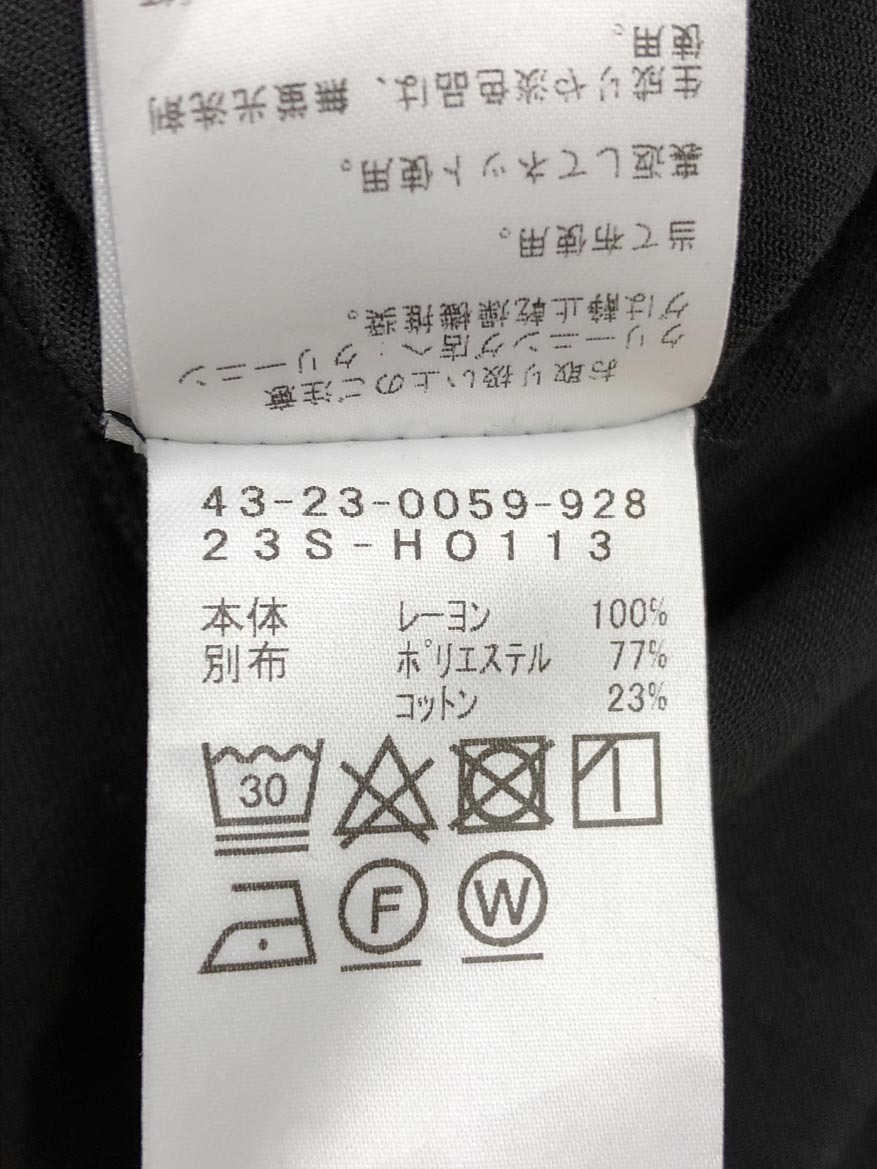 お取り扱い上のご注意
クリーニング店へ：クリーニン
グは静止乾燥機推奨。
当て布使用。
裏返してネット使用。
生成りや淡色品は、無蛍光洗剤
使用。
43-23-0059-928
23S-HO113
本体 レーヨン 100%
別布 ポリエステル 77%
コットン 23%
30
F W